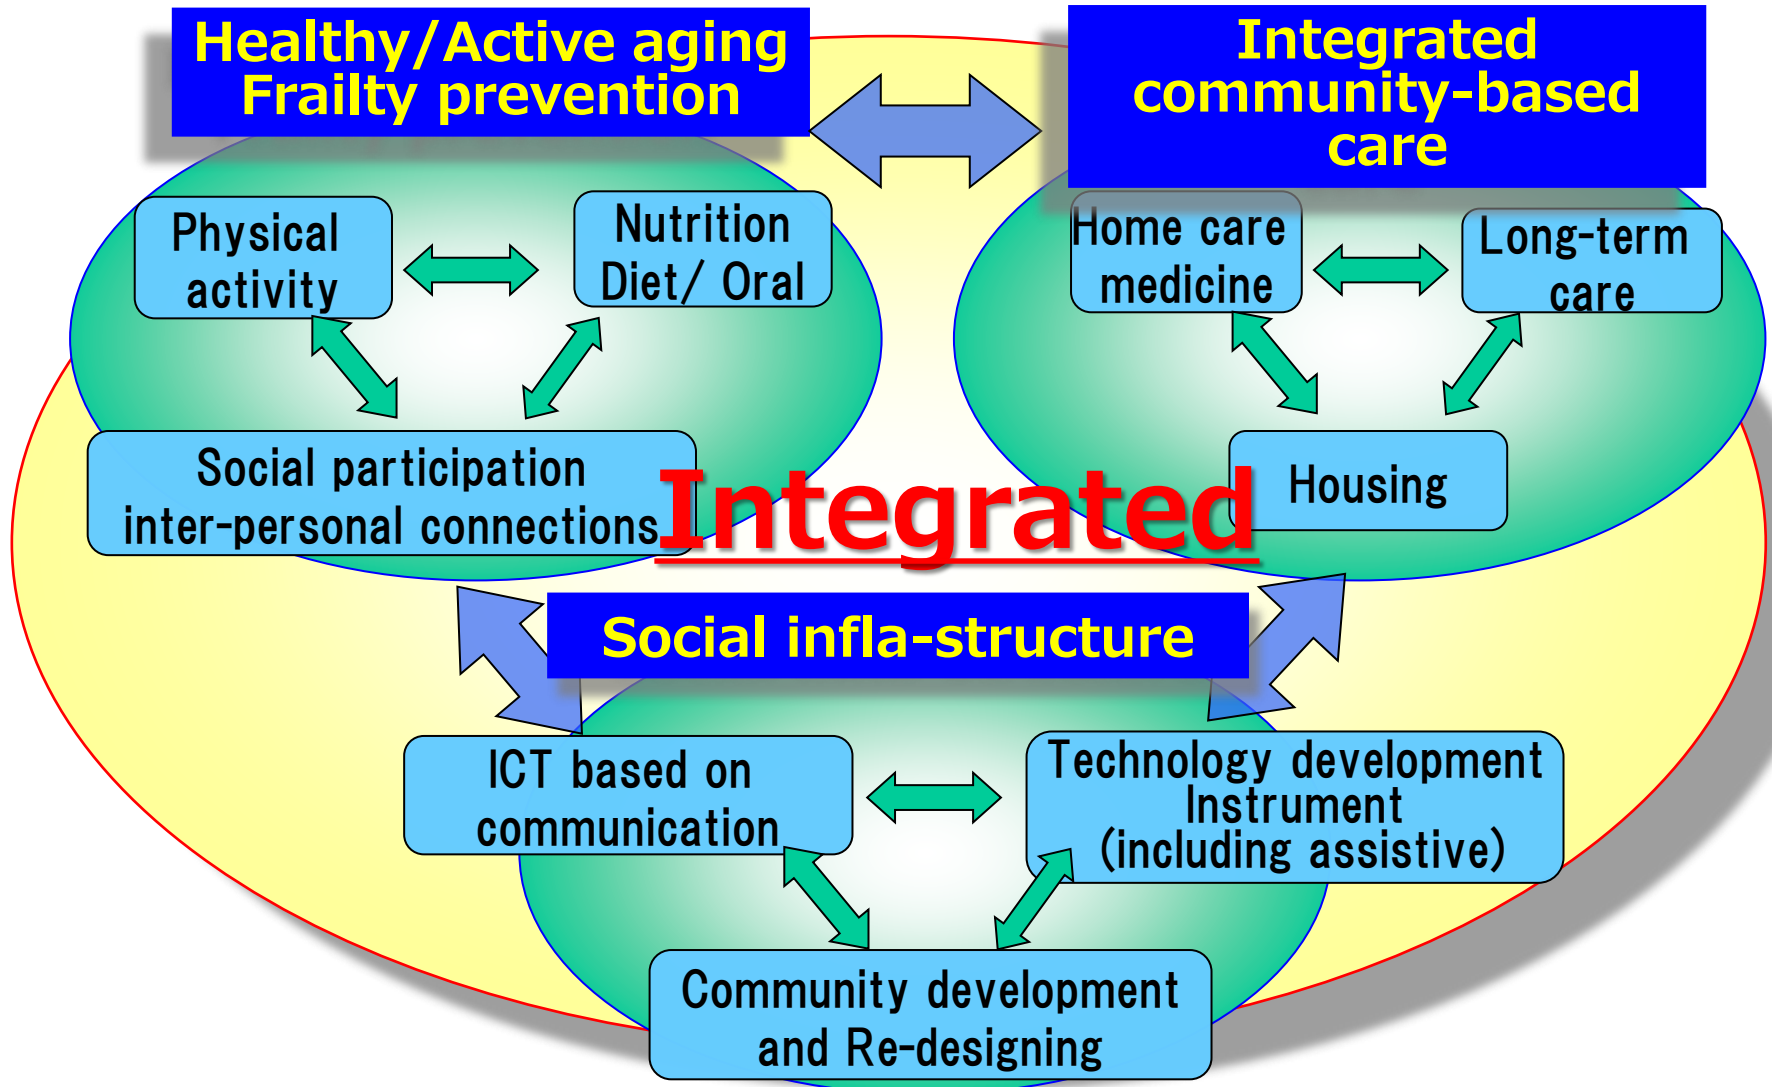 Healthy/Active aging
Frailty prevention
Integrated
community-based
care
Physical
activity
Nutrition
Diet/ Oral
Home care
medicine
Long-term
care
Social participation
inter-personal connections
Housing
Integrated
Social infla-structure
ICT based on
communication
Technology development
Instrument
(including assistive)
Community development
and Re-designing